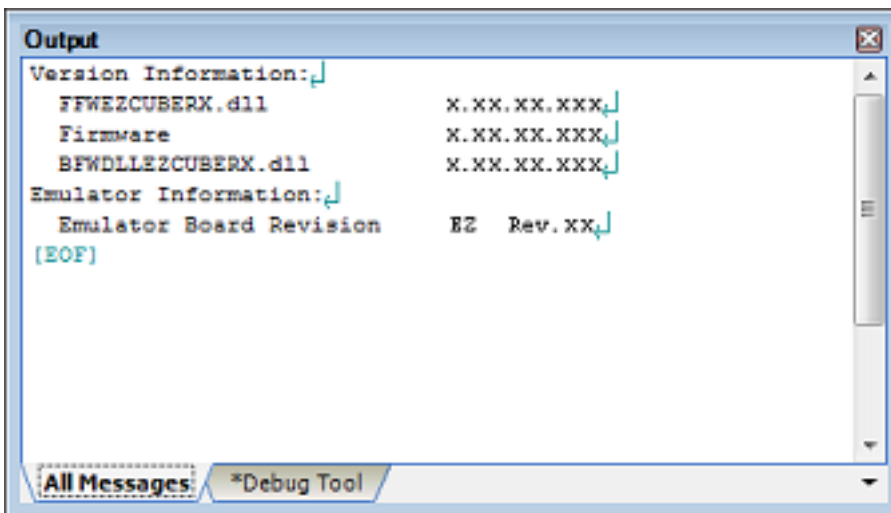 Output
Version Information:
FFWEZCUBERX.dll x.xx.xx.xxx
Firmware x.xx.xx.xxx
BFWDLLEZCUBERX.dll x.xx.xx.xxx
Emulator Information:
Emulator Board Revision EZ Rev.xx
[EOF]
All Messages *Debug Tool